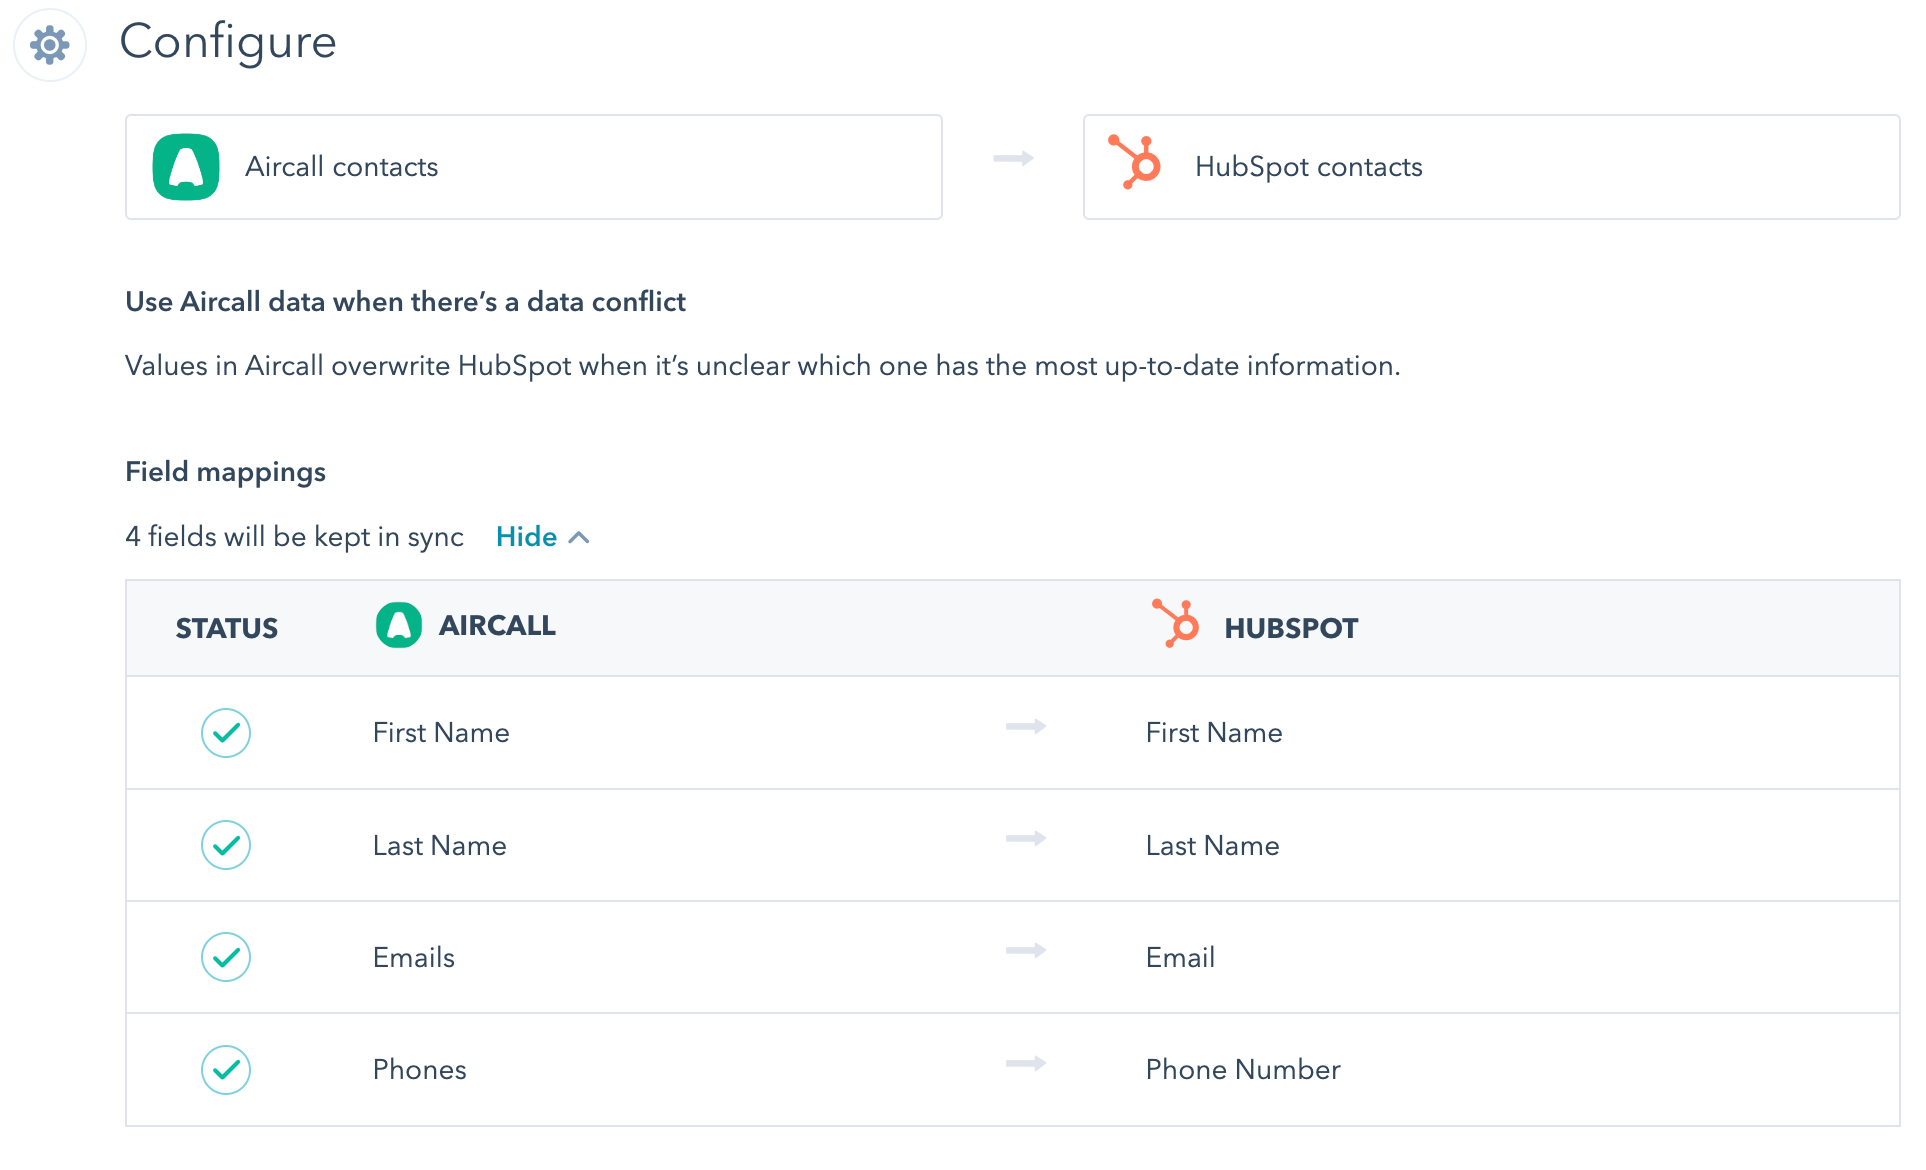 Configure
Aircall contacts
HubSpot contacts
Use Aircall data when there’s a data conflict
Values in Aircall overwrite HubSpot when it’s unclear which one has the most up-to-date information.
Field mappings
4 fields will be kept in sync Hide
STATUS AIRCALL HUBSPOT
First Name First Name
Last Name Last Name
Emails Email
Phones Phone Number